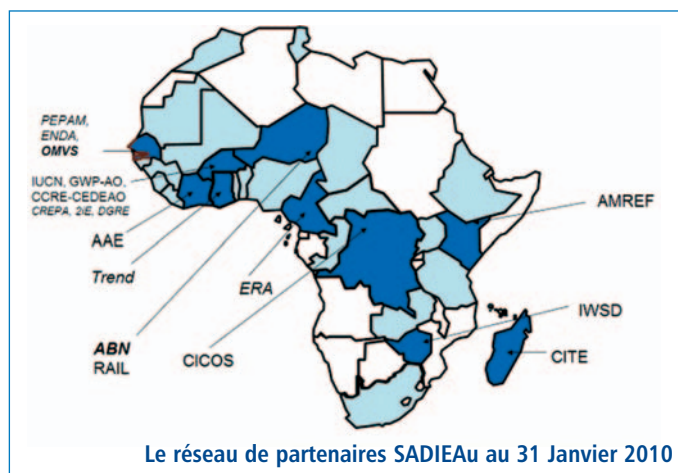 PEPAM,
ENDA,
OMVS
IUCN, GWP-AO,
CCRE-CEDEAO
CREPA, 2iE, DGRE
AAE
Trend
ERA
ABN
RAIL
CICOS
AMREF
IWSD
CITE
Le réseau de partenaires SADIEAu au 31 Janvier 2010